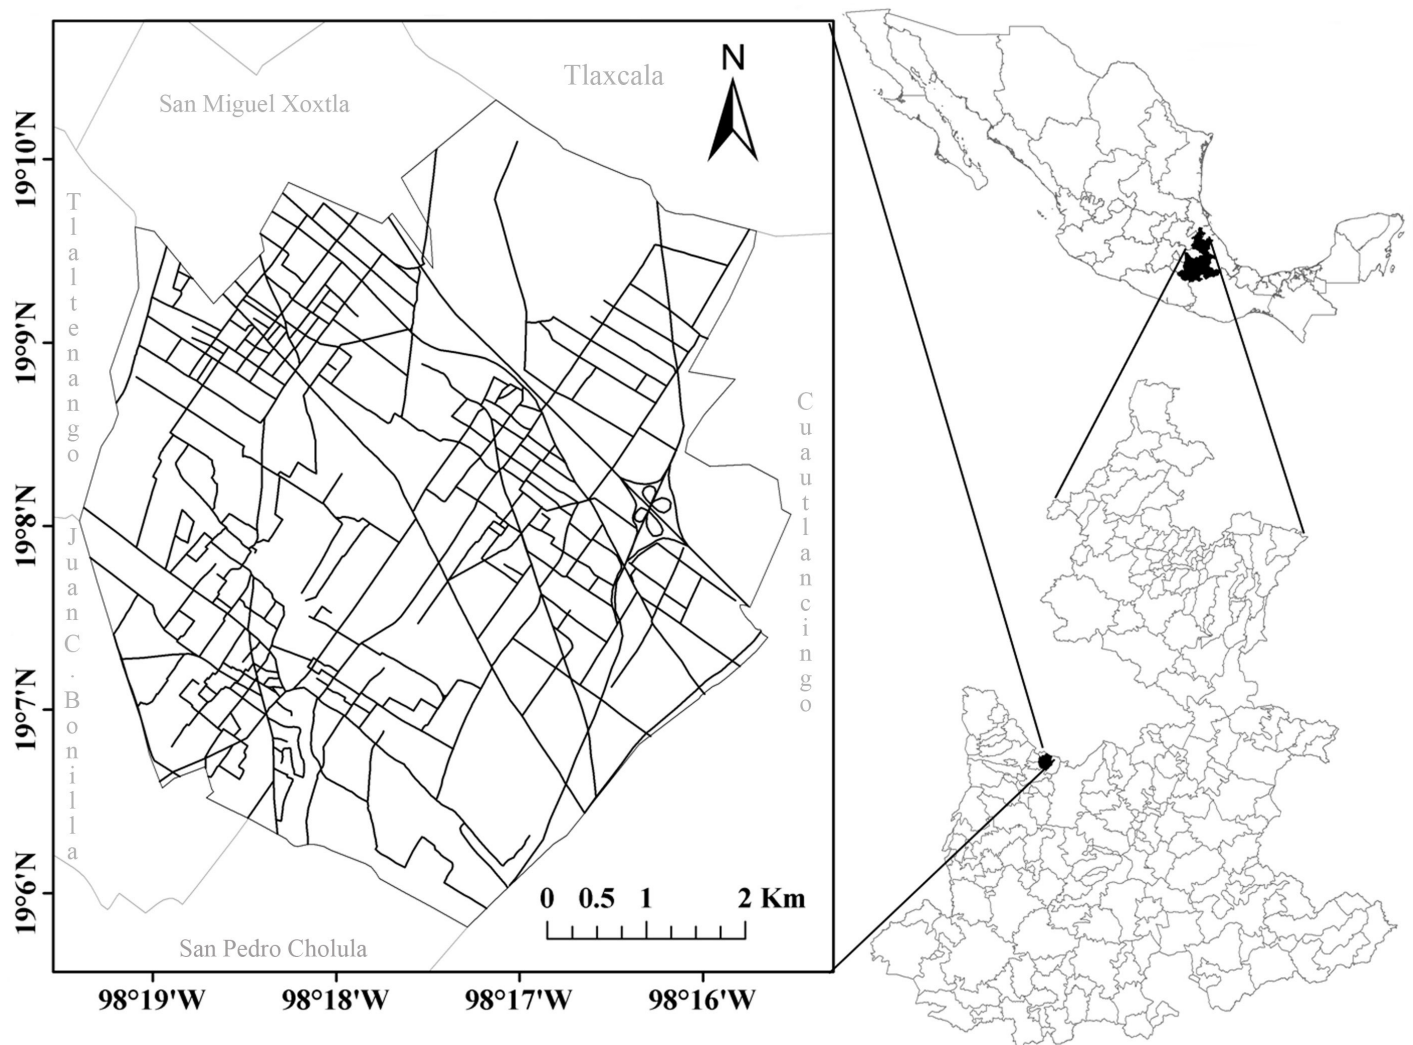 N
Tlaxcala
San Miguel Xoxtla
Tlaltenango
Cuautlancingo
Juan C. Bonilla
San Pedro Cholula
19°10'N
19°9'N
19°8'N
19°7'N
19°6'N
0 0.5 1 2 Km
98°19'W 98°18'W 98°17'W 98°16'W